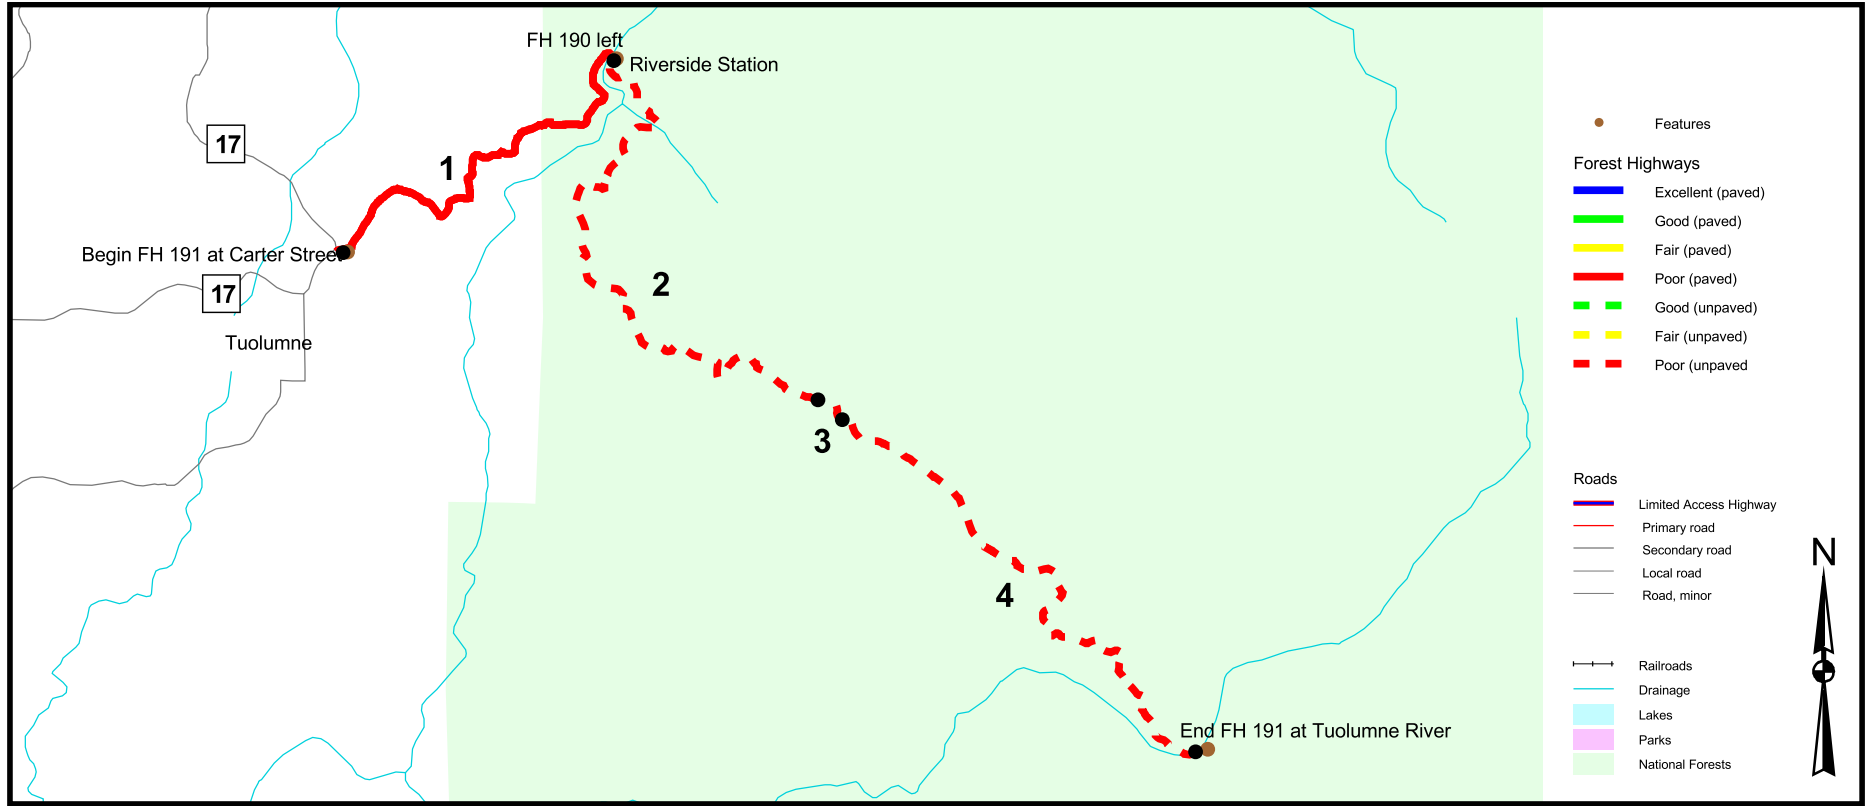 FH 190 left
Riverside Station
17
1
Begin FH 191 at Carter Street
17
2
Tuolumne
3
4
End FH 191 at Tuolumne River
Features
Forest Highways
Excellent (paved)
Good (paved)
Fair (paved)
Poor (paved)
Good (unpaved)
Fair (unpaved)
Poor (unpaved
Roads
Limited Access Highway
Primary road
Secondary road
Local road
Road, minor
Railroads
Drainage
Lakes
Parks
National Forests
N